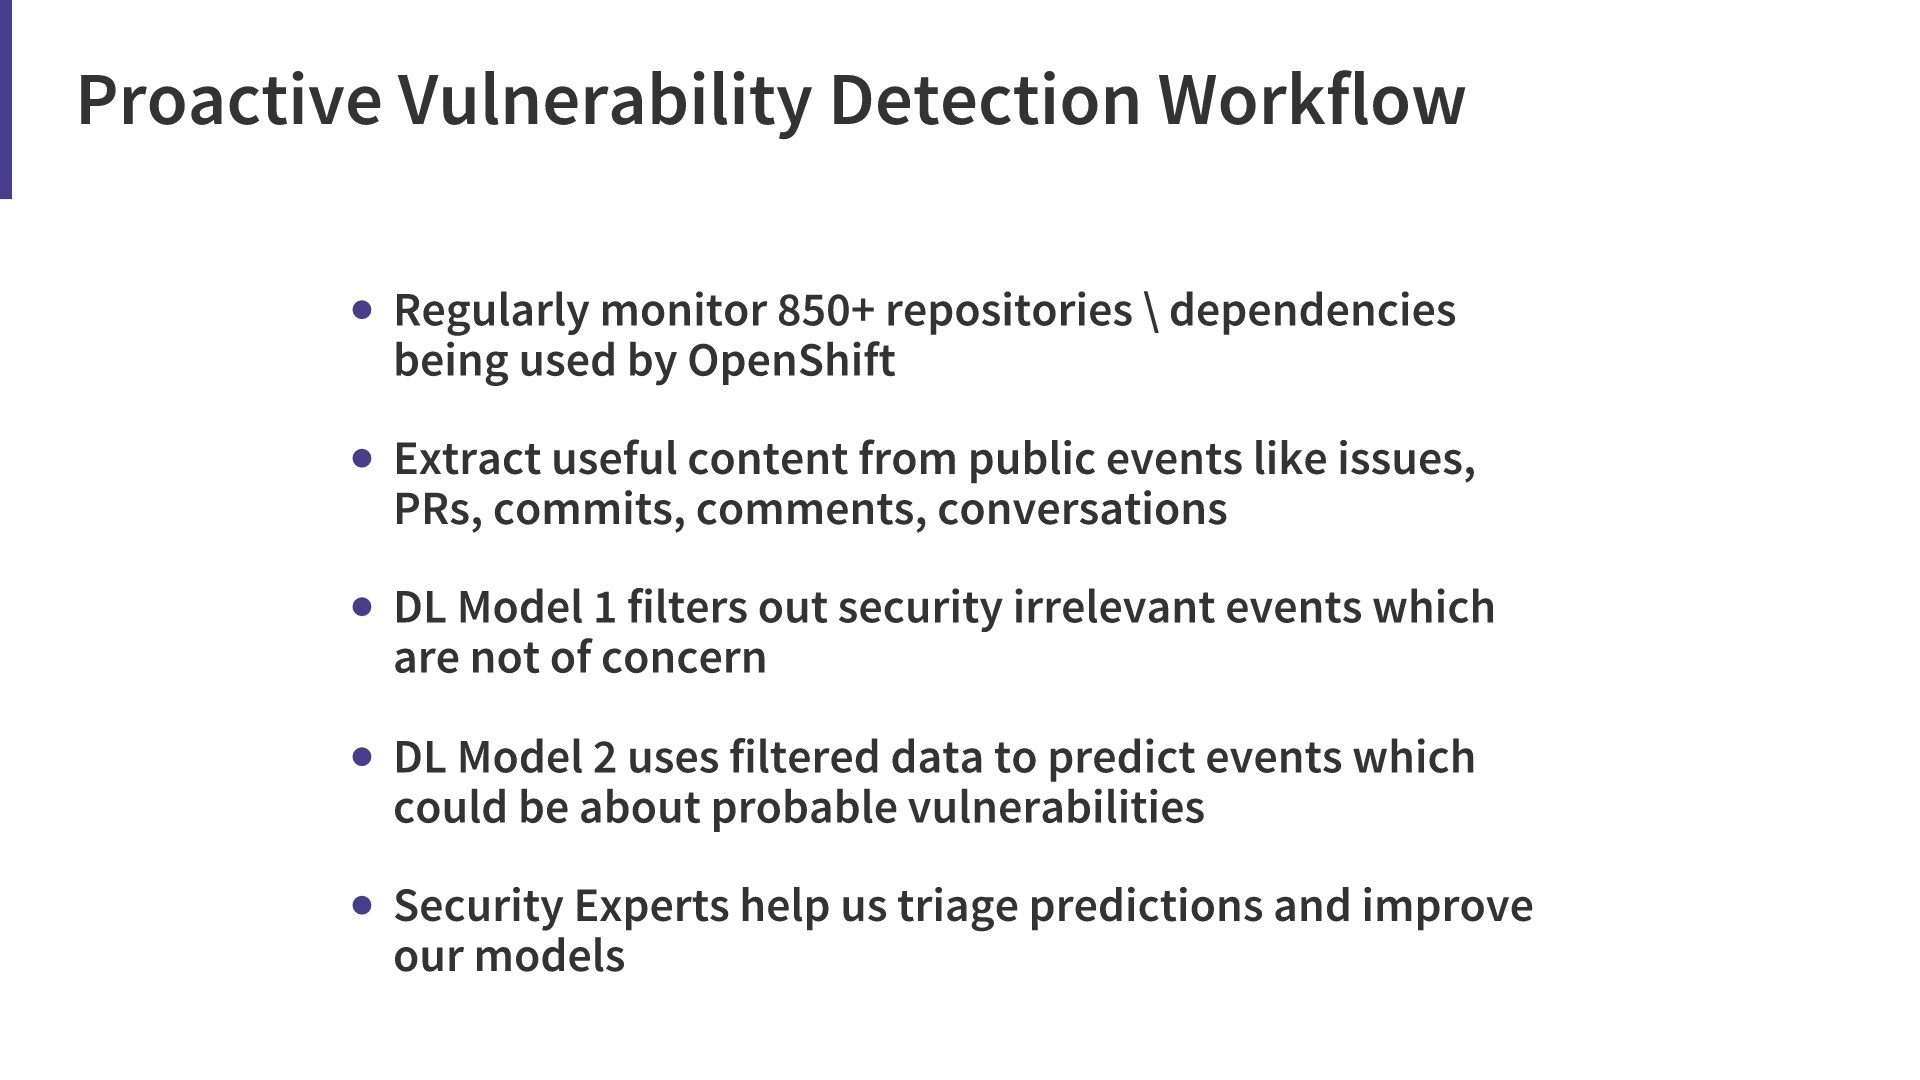 Proactive Vulnerability Detection Workflow
• Regularly monitor 850+ repositories \ dependencies
being used by OpenShift
• Extract useful content from public events like issues,
PRs, commits, comments, conversations
• DL Model 1 filters out security irrelevant events which
are not of concern
• DL Model 2 uses filtered data to predict events which
could be about probable vulnerabilities
• Security Experts help us triage predictions and improve
our models